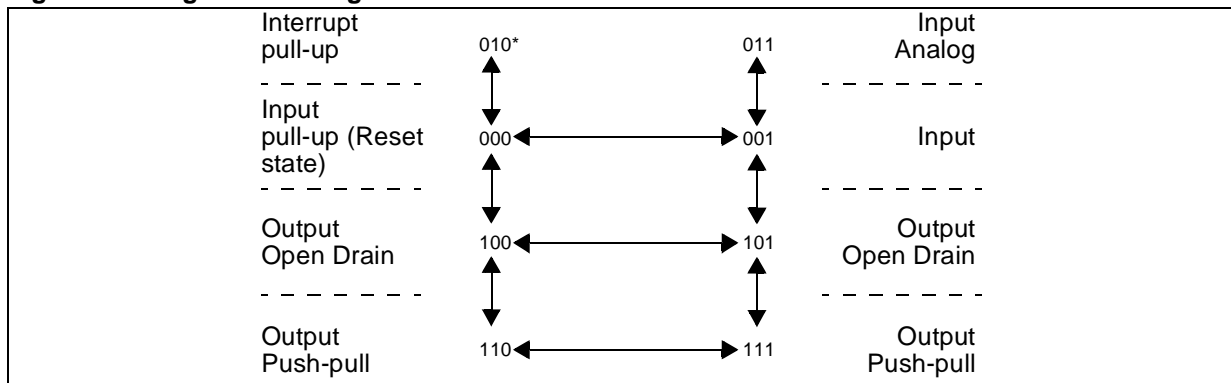 Interrupt
pull-up
010*
011
Input
Analog
Input
pull-up (Reset
state)
000
001
Input
Output
Open Drain
100
101
Output
Open Drain
Output
Push-pull
110
111
Output
Push-pull